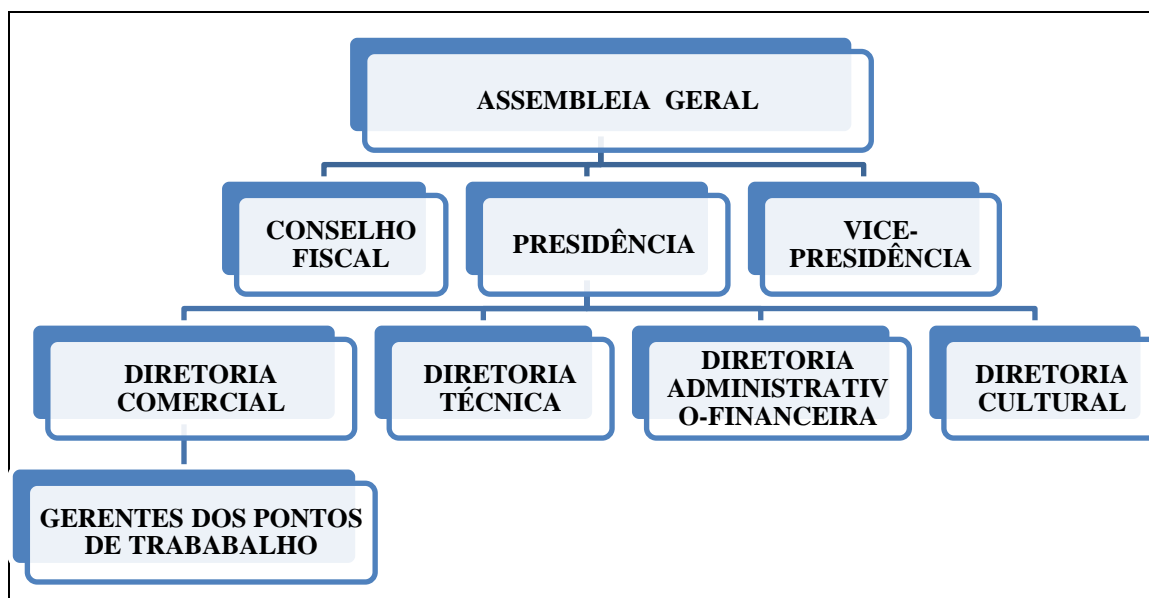 ASSEMBLEIA GERAL
CONSELHO
FISCAL
PRESIDÊNCIA
VICE-
PRESIDÊNCIA
DIRETORIA
COMERCIAL
DIRETORIA
TÉCNICA
DIRETORIA
ADMINISTRATIV
O-FINANCEIRA
DIRETORIA
CULTURAL
GERENTES DOS PONTOS
DE TRABABALHO